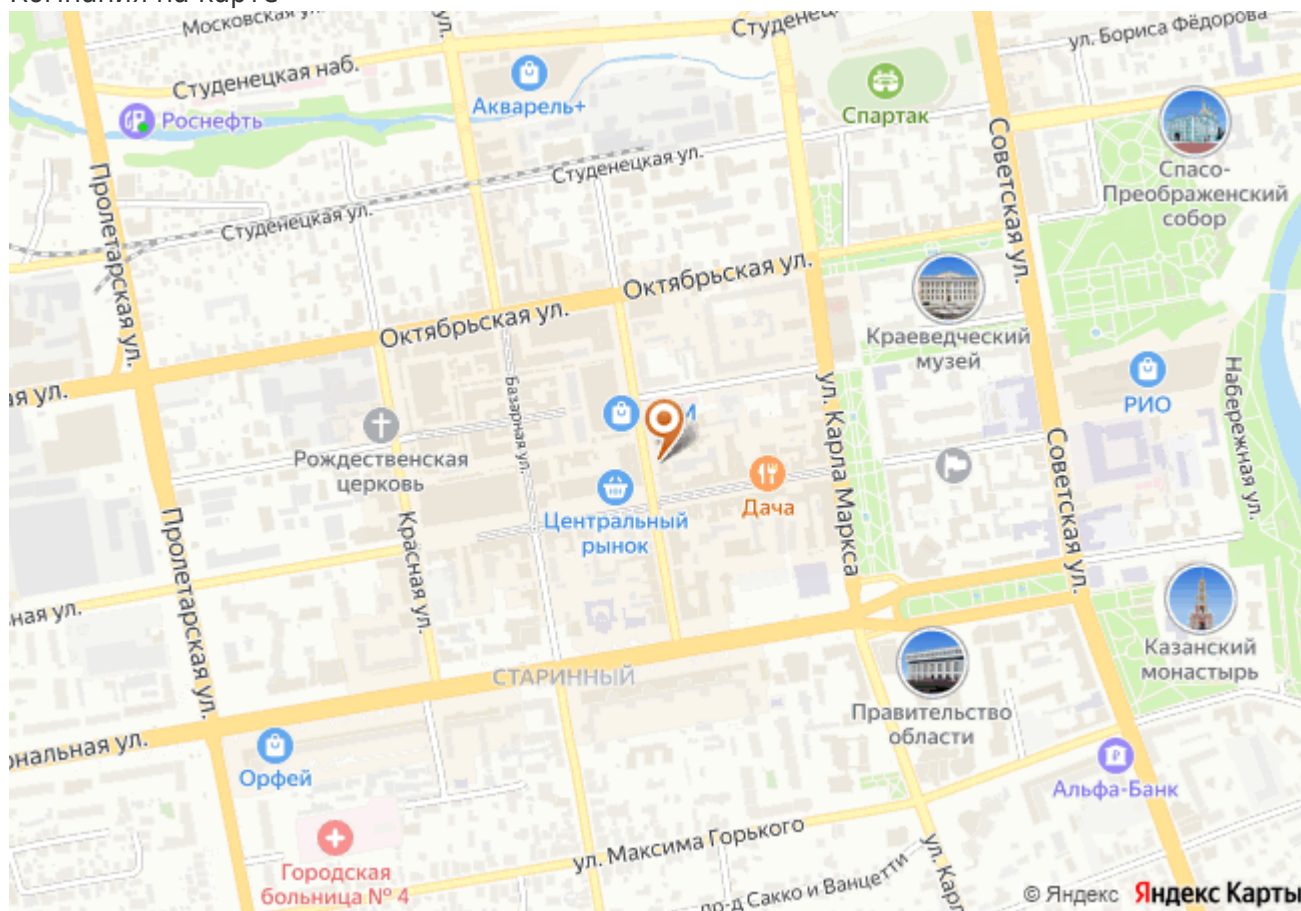 Компания на карте
Московская ул.
ул.
Студенец
ул. Бориса Фёдорова
Студенецкая наб.
Акварель+
Роснефть
Спартак
Советская ул.
Спасо-
Преображенский
собор
Студенецкая ул.
Студенецкая ул.
Пролетарская ул.
Октябрьская ул.
Октябрьская ул.
Краеведческий
музей
ая ул.
Базарная ул.
ул. Карла Маркса
РИО
Набережная ул.
Рождественская
церковь
Центральный
рынок
Дача
Советская ул.
Красная ул.
Пролетарская ул.
ная ул.
Казанский
монастырь
СТАРИННЫЙ
Правительство
области
ональная ул.
Орфей
Альфа-Банк
ул. Максима Горького
Городская
больница № 4
пр-д Сакко и Ванцетти
ул. Карл
© Яндекс Яндекс Карты